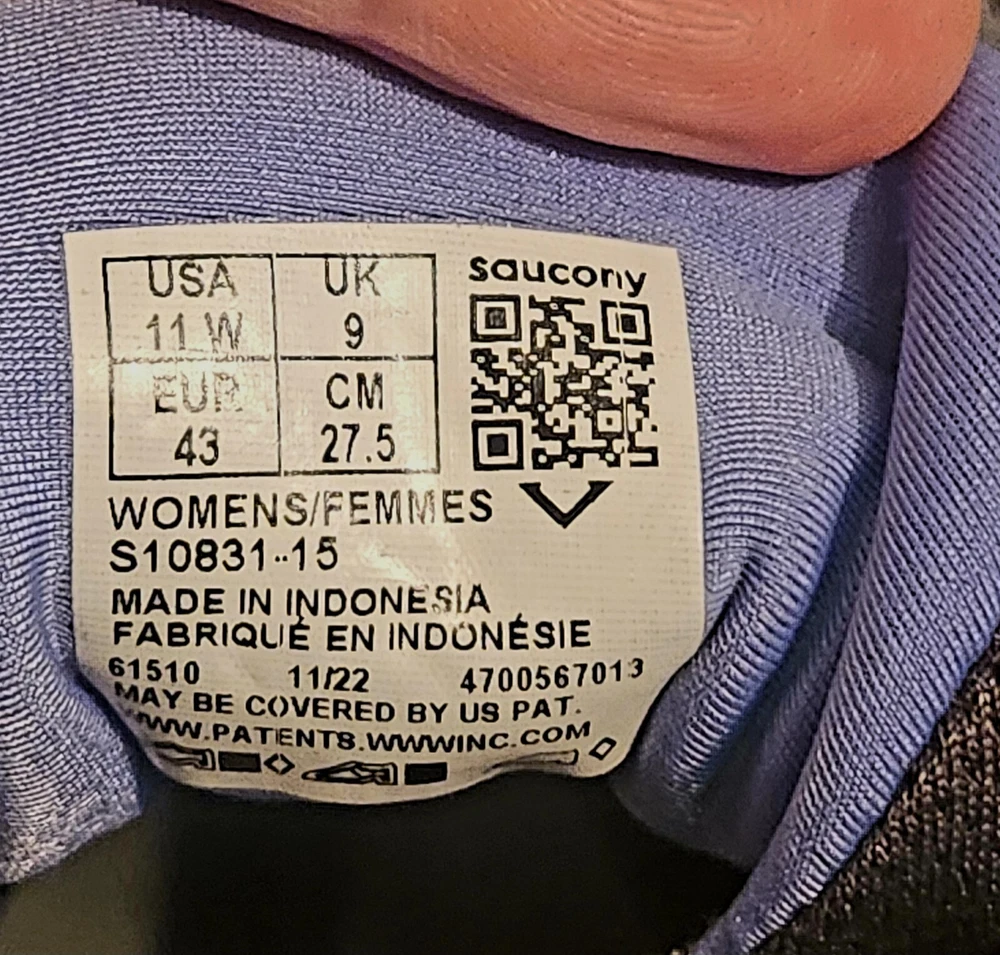 USA UK
11 W 9
EUR CM
43 27.5
saucony
WOMENS/FEMMES
S10831-15
MADE IN INDONESIA
FABRIQUÉ EN INDONÉSIE
61510 11/22 4700567013
MAY BE COVERED BY US PAT.
WWW.PATENTS.WWWINC.COM